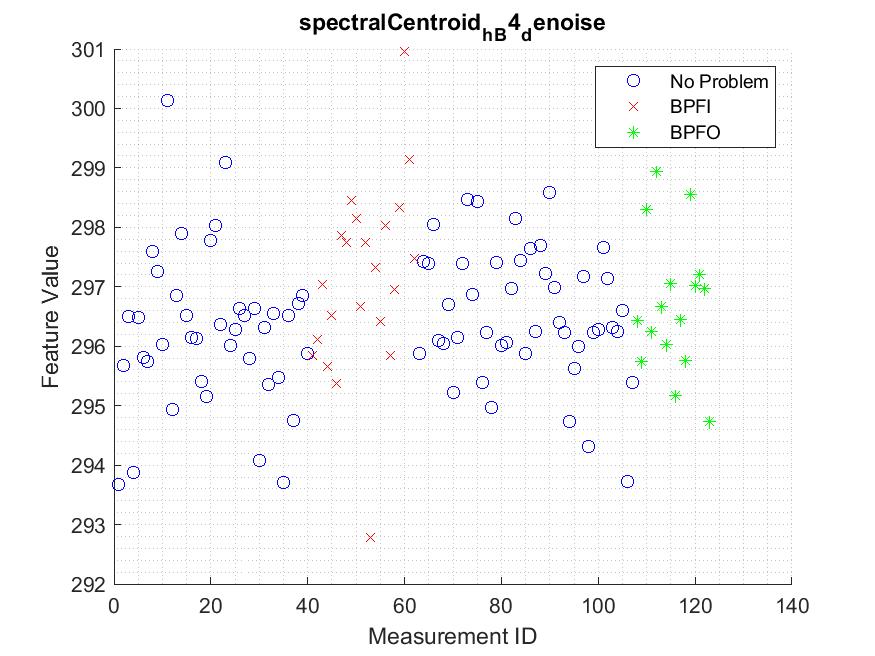 spectralCentroid_hB4_denoise
No Problem
BPFI
BPFO
Feature Value
301
300
299
298
297
296
295
294
293
292
0 20 40 60 80 100 120 140
Measurement ID